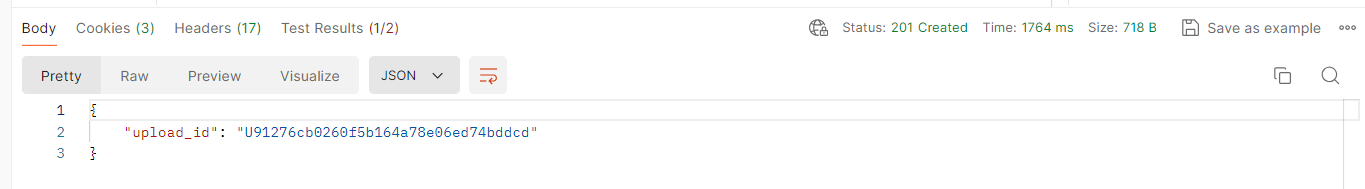 Body Cookies (3) Headers (17) Test Results (1/2) Status: 201 Created Time: 1764 ms Size: 718 B Save as example
Pretty Raw Preview Visualize JSON
1 {
2 "upload_id": "U91276cb0260f5b164a78e06ed74bddcd"
3 }